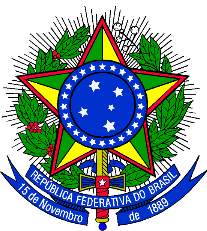 REPÚBLICA FEDERATIVA DO BRASIL
15 de Novembro de 1889